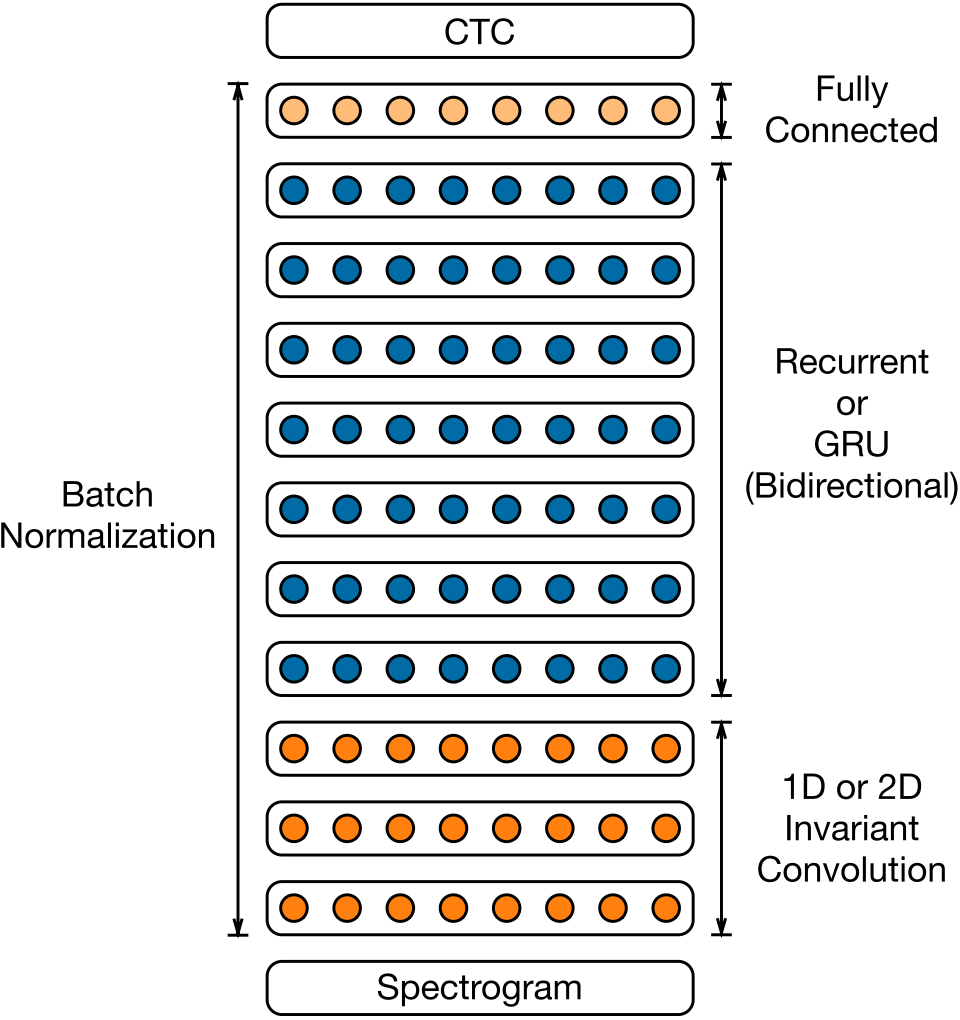 CTC
Fully
Connected
Recurrent
or
GRU
(Bidirectional)
Batch
Normalization
1D or 2D
Invariant
Convolution
Spectrogram